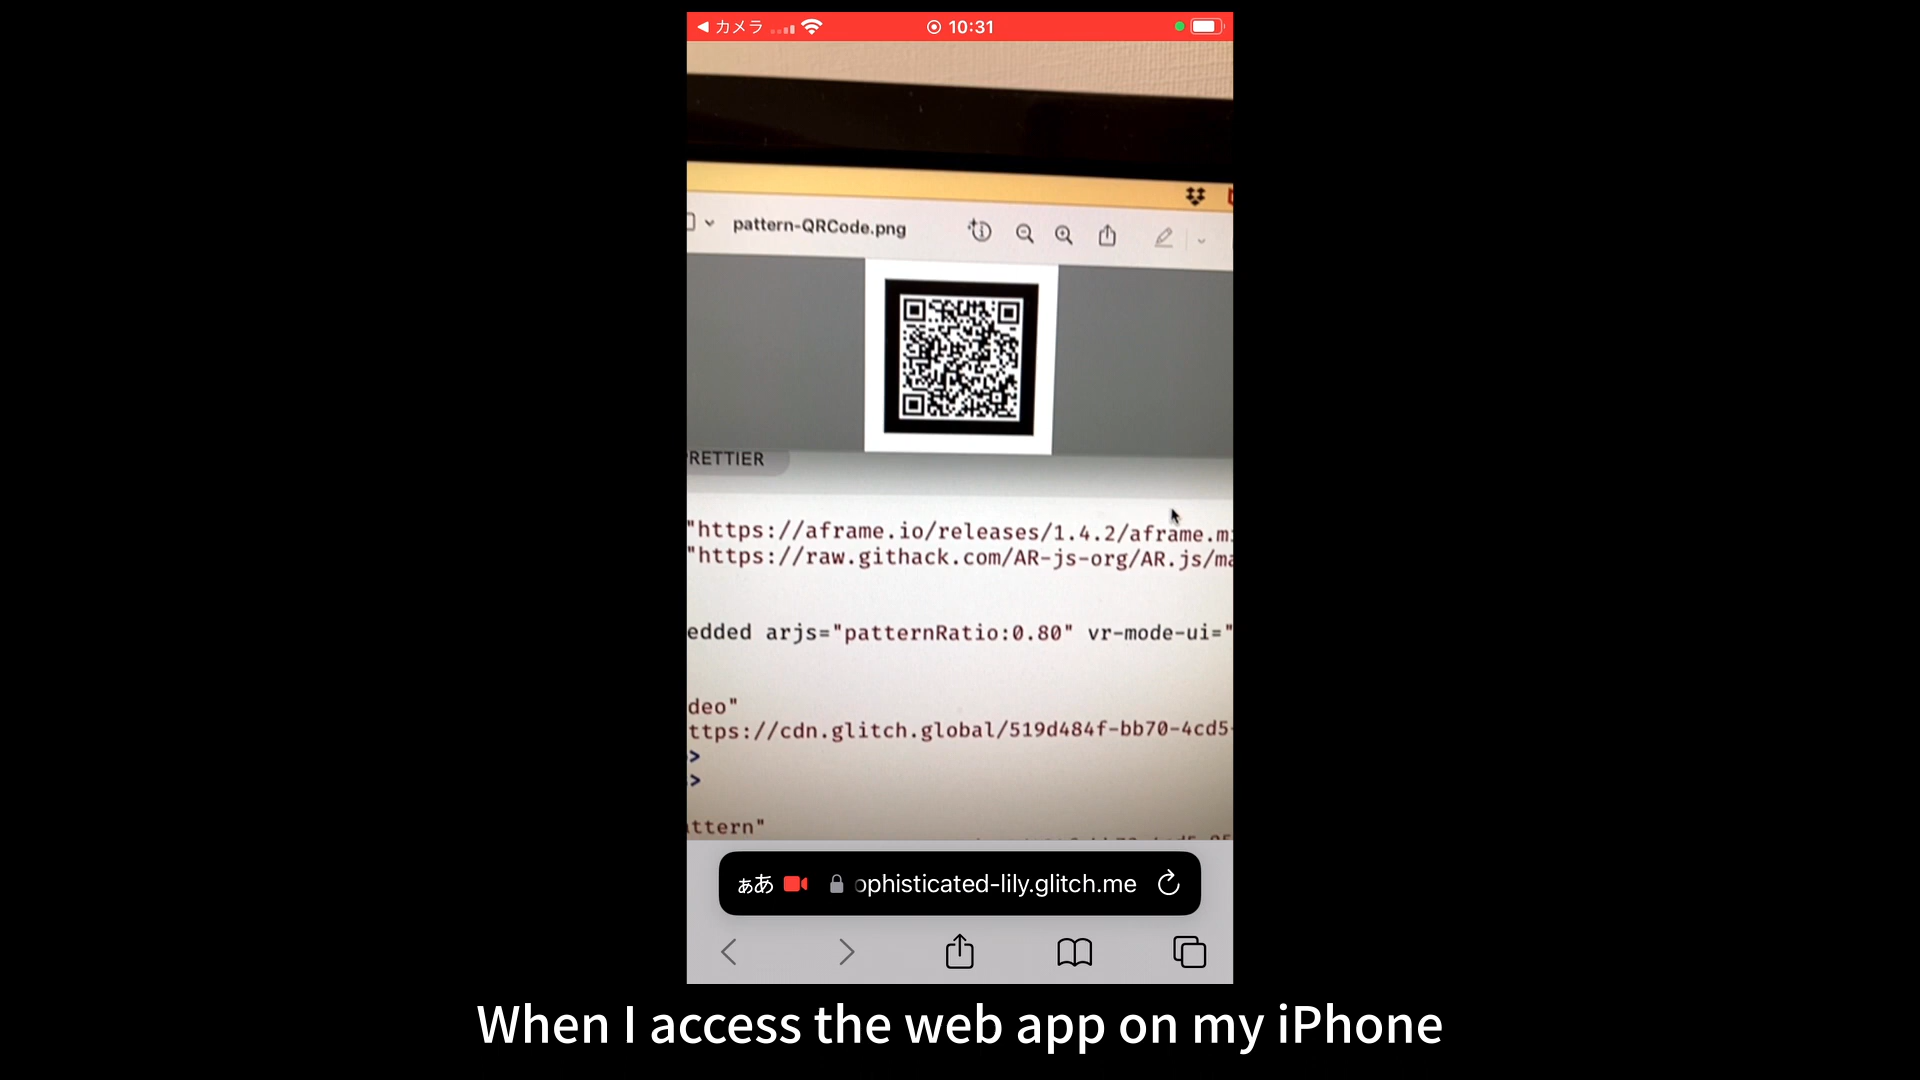 カメラ
10:31
pattern-QRCode.png
RETTIER
"https://aframe.io/releases/1.4.2/aframe.m
"https://raw.githack.com/AR-js-org/AR.js/ma
edded arjs="patternRatio:0.80" vr-mode-ui="
deo"
ttps://cdn.glitch.global/519d484f-bb70-4cd5-
>
>
ttern"
ぁあ
ophisticated-lily.glitch.me
When I access the web app on my iPhone